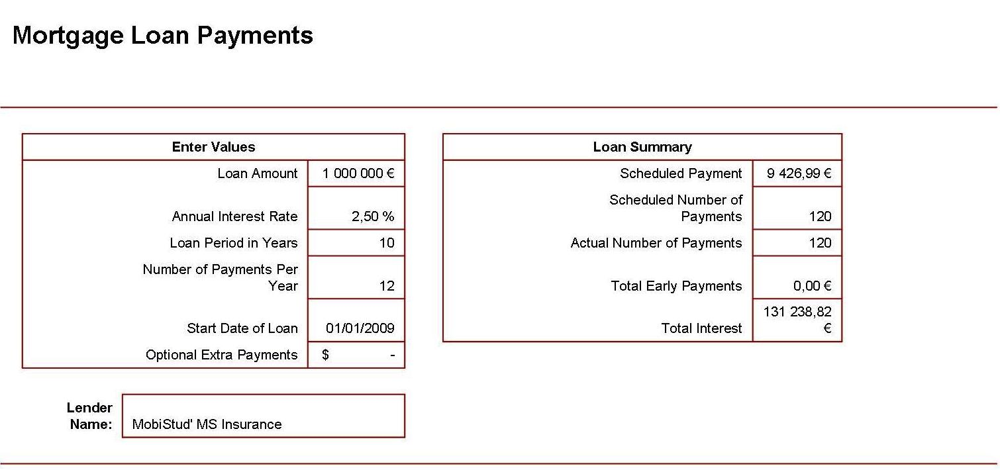 Mortgage Loan Payments
Enter Values
Loan Amount 1 000 000 €
Annual Interest Rate 2,50 %
Loan Period in Years 10
Number of Payments Per
Year 12
Start Date of Loan 01/01/2009
Optional Extra Payments $ -
Loan Summary
Scheduled Payment 9 426,99 €
Scheduled Number of
Payments 120
Actual Number of Payments 120
Total Early Payments 0,00 €
131 238,82
Total Interest €
Lender
Name: MobiStud' MS Insurance